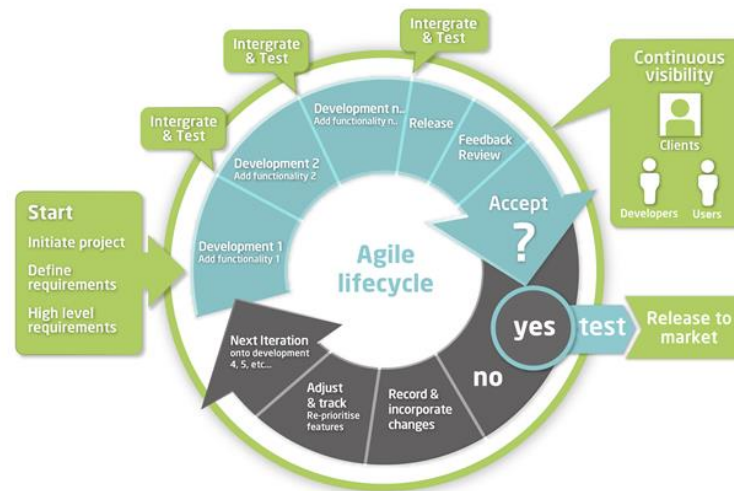 Start
Initiate project
Define
requirements
High level
requirements
Intergrate
& Test
Intergrate
& Test
Intergrate
& Test
Development 1
Add functionality 1
Development 2
Add functionality 2
Development n..
Add functionality n..
Release
Feedback
Review
Accept
?
yes
test
Release to
market
no
Record &
incorporate
changes
Adjust
& track
Re-prioritise
features
Next Iteration
onto development
4, 5, etc...
Agile
lifecycle
Continuous
visibility
Clients
Developers
Users